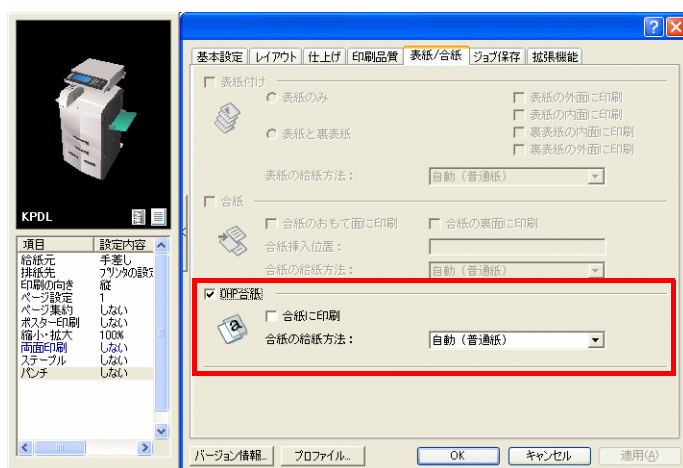 KPDL
項目 設定内容
給紙元 手差し
排紙先 プリンタの設定
印刷の向き 縦
ページ設定 1
ページ集約 しない
ポスター印刷 しない
縮小・拡大 100%
両面印刷 しない
ステープル しない
パンチ しない
基本設定 レイアウト 仕上げ 印刷品質 表紙/合紙 ジョブ保存 拡張機能
表紙付け
表紙のみ
表紙と裏表紙
表紙の外面に印刷
表紙の内面に印刷
裏表紙の内面に印刷
裏表紙の外面に印刷
表紙の給紙方法： 自動（普通紙）
合紙
合紙のおもて面に印刷 合紙の裏面に印刷
合紙挿入位置：
合紙の給紙方法： 自動（普通紙）
OHP合紙
合紙に印刷
合紙の給紙方法： 自動（普通紙）
バージョン情報... プロファイル... OK キャンセル 適用(A)